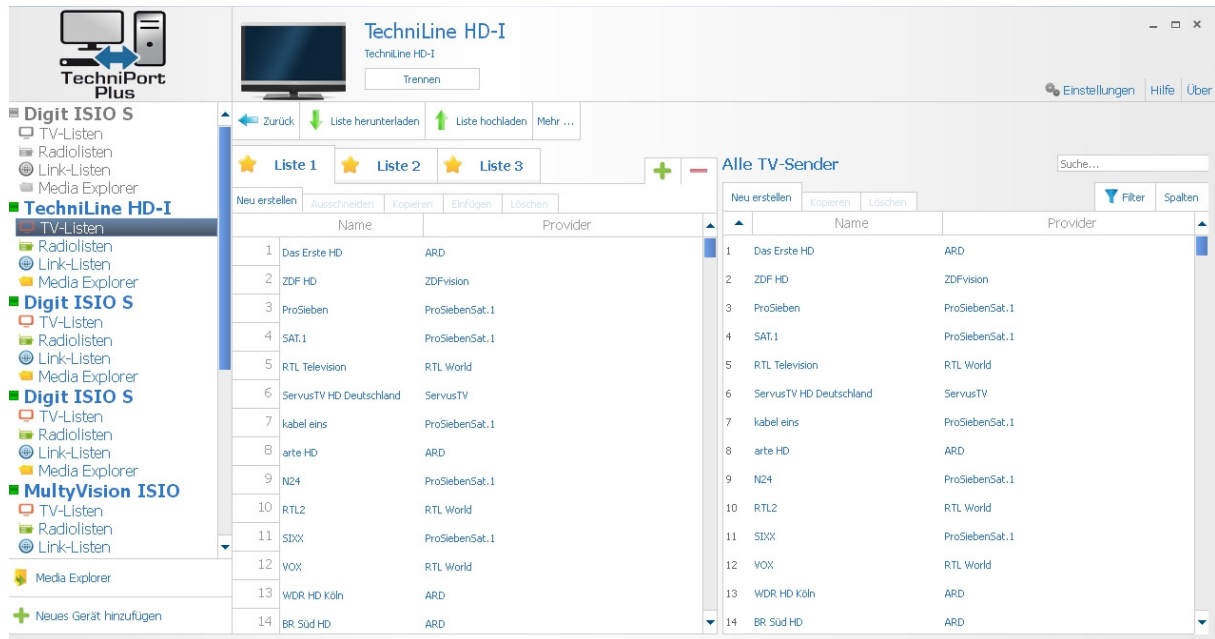 TechniPort
Plus
TechniLine HD-I
TechniLine HD-I
Trennen
Einstellungen Hilfe Über
Digit ISIO S
TV-Listen
Radiolisten
Link-Listen
Media Explorer
TechniLine HD-I
TV-Listen
Radiolisten
Link-Listen
Media Explorer
Digit ISIO S
TV-Listen
Radiolisten
Link-Listen
Media Explorer
Digit ISIO S
TV-Listen
Radiolisten
Link-Listen
Media Explorer
MultyVision ISIO
TV-Listen
Radiolisten
Link-Listen
Media Explorer
Neues Gerät hinzufügen
Zurück Liste herunterladen Liste hochladen Mehr ...
Liste 1 Liste 2 Liste 3
Neu erstellen Ausschneiden Kopieren Einfügen Löschen
Name Provider
1 Das Erste HD ARD
2 ZDF HD ZDFvision
3 ProSieben ProSiebenSat.1
4 SAT.1 ProSiebenSat.1
5 RTL Television RTL World
6 ServusTV HD Deutschland ServusTV
7 kabel eins ProSiebenSat.1
8 arte HD ARD
9 N24 ProSiebenSat.1
10 RTL2 RTL World
11 SIXX ProSiebenSat.1
12 VOX RTL World
13 WDR HD Köln ARD
14 BR Süd HD ARD
Alle TV-Sender Suche...
Neu erstellen Kopieren Löschen Filter Spalten
Name Provider
1 Das Erste HD ARD
2 ZDF HD ZDFvision
3 ProSieben ProSiebenSat.1
4 SAT.1 ProSiebenSat.1
5 RTL Television RTL World
6 ServusTV HD Deutschland ServusTV
7 kabel eins ProSiebenSat.1
8 arte HD ARD
9 N24 ProSiebenSat.1
10 RTL2 RTL World
11 SIXX ProSiebenSat.1
12 VOX RTL World
13 WDR HD Köln ARD
14 BR Süd HD ARD